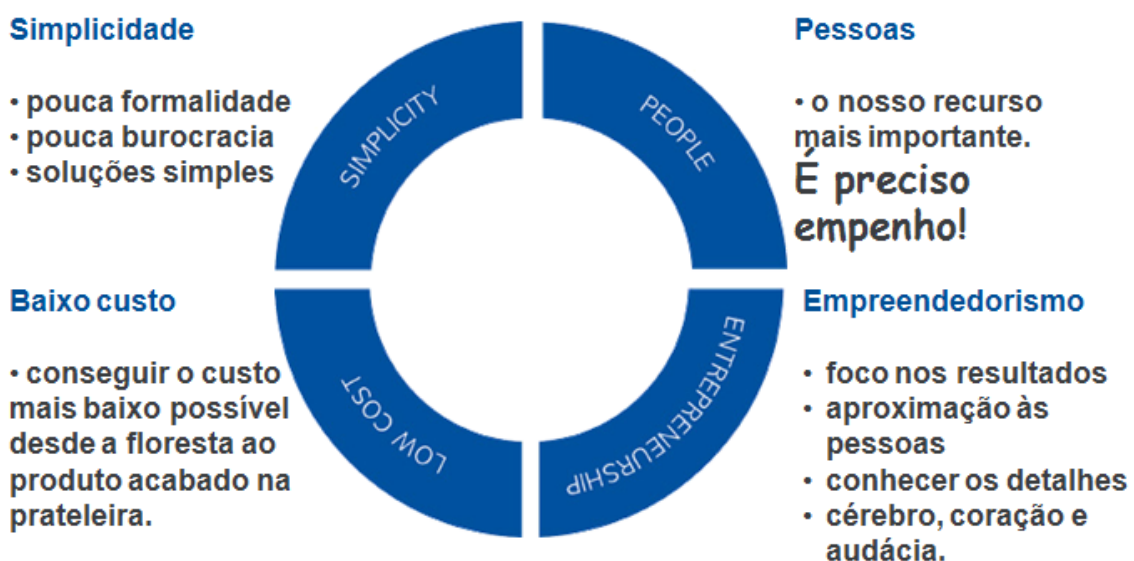 Simplicidade
• pouca formalidade
• pouca burocracia
• soluções simples
SIMPLICITY
PEOPLE
Pessoas
• o nosso recurso
mais importante.
É preciso
empenho!
Baixo custo
• conseguir o custo
mais baixo possível
desde a floresta ao
produto acabado na
prateleira.
LOW COST
ENTREPRENEURSHIP
Empreendedorismo
• foco nos resultados
• aproximação às
pessoas
• conhecer os detalhes
• cérebro, coração e
audácia.